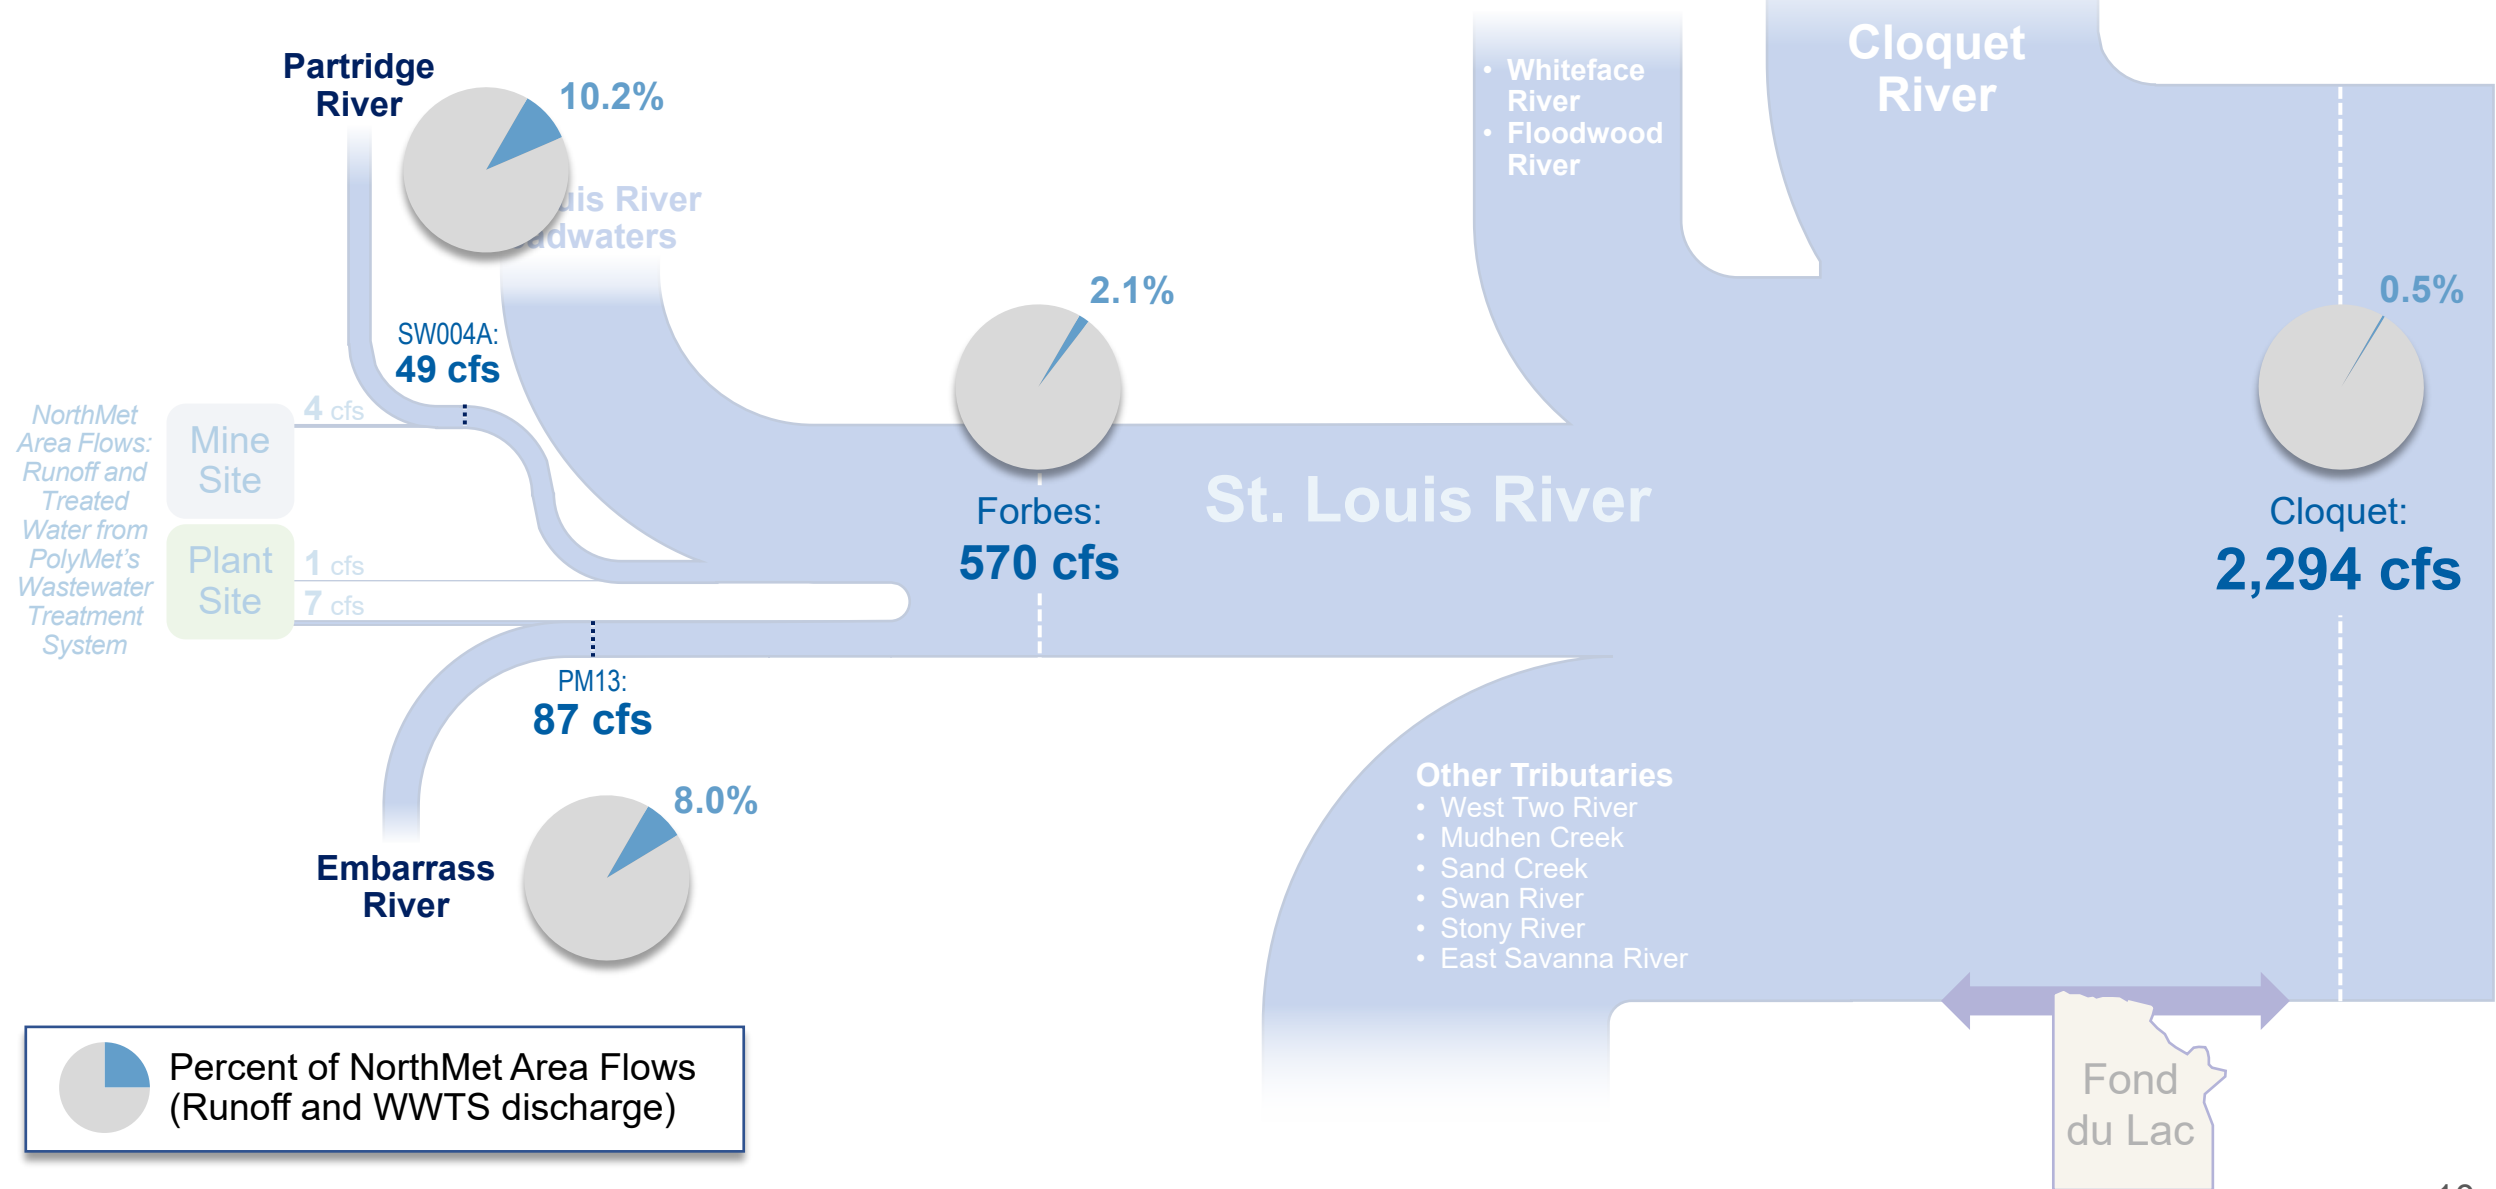 Partridge
River
10.2%
uis River
adwaters
SW004A:
49 cfs
NorthMet
Area Flows:
Runoff and
Treated
Water from
PolyMet's
Wastewater
Treatment
System
Mine
Site
4 cfs
Plant
Site
1 cfs
7 cfs
PM13:
87 cfs
8.0%
Embarrass
River
2.1%
Forbes:
570 cfs
St. Louis River
• Whiteface
River
• Floodwood
River
Cloquet
River
0.5%
Cloquet:
2,294 cfs
Other Tributaries
• West Two River
• Mudhen Creek
• Sand Creek
• Swan River
• Stony River
• East Savanna River
Fond
du Lac
Percent of NorthMet Area Flows
(Runoff and WWTS discharge)